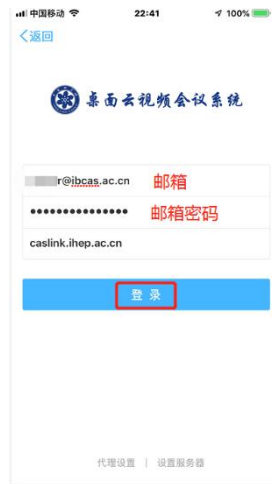 中国移动 22:41 100%
返回
桌面云视频会议系统
r@ibcas.ac.cn 邮箱
●●●●●●●●●●●●●●● 邮箱密码
caslink.ihep.ac.cn
登 录
代理设置 | 设置服务器